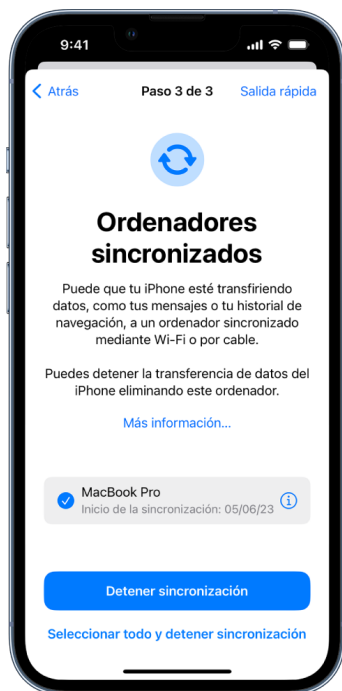 9:41
Atrás Paso 3 de 3 Salida rápida
Ordenadores
sincronizados
Puede que tu iPhone esté transfiriendo
datos, como tus mensajes o tu historial de
navegación, a un ordenador sincronizado
mediante Wi-Fi o por cable.
Puedes detener la transferencia de datos del
iPhone eliminando este ordenador.
Más información...
MacBook Pro
Inicio de la sincronización: 05/06/23
Detener sincronización
Seleccionar todo y detener sincronización